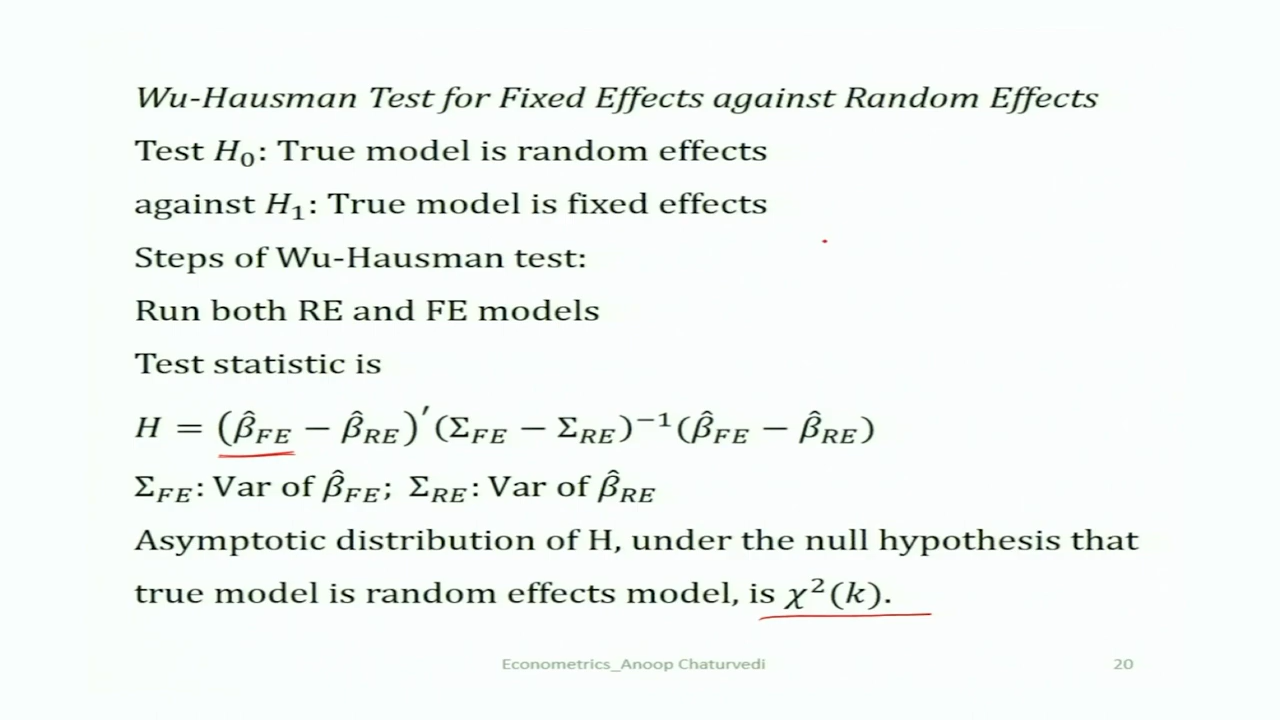 Wu-Hausman Test for Fixed Effects against Random Effects
Test H₀: True model is random effects
against H₁: True model is fixed effects
Steps of Wu-Hausman test:
Run both RE and FE models
Test statistic is
H = (β̂_FE − β̂_RE)′(Σ_FE − Σ_RE)⁻¹(β̂_FE − β̂_RE)
Σ_FE: Var of β̂_FE; Σ_RE: Var of β̂_RE
Asymptotic distribution of H, under the null hypothesis that
true model is random effects model, is χ²(k).
Econometrics_Anoop Chaturvedi 20